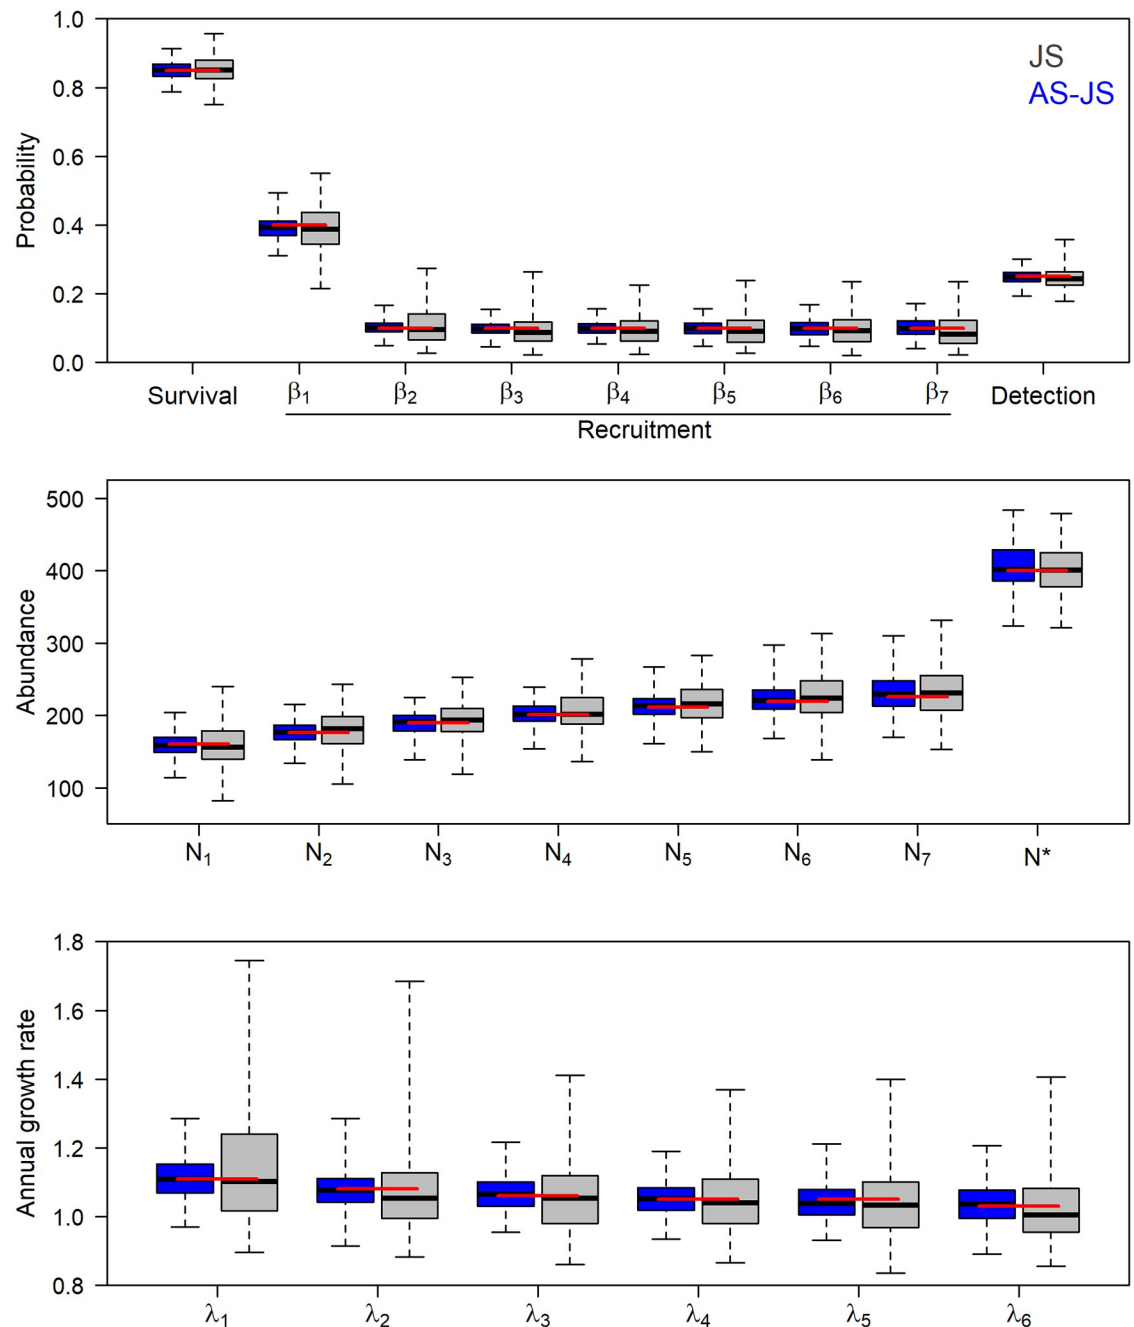 1.0
JS
AS-JS
0.8
0.6
Probability
0.4
0.2
0.0
Survival β1 β2 β3 β4 β5 β6 β7 Detection
Recruitment
500
400
Abundance
300
200
100
N1 N2 N3 N4 N5 N6 N7 N*
1.8
1.6
1.4
Annual growth rate
1.2
1.0
0.8
λ1 λ2 λ3 λ4 λ5 λ6